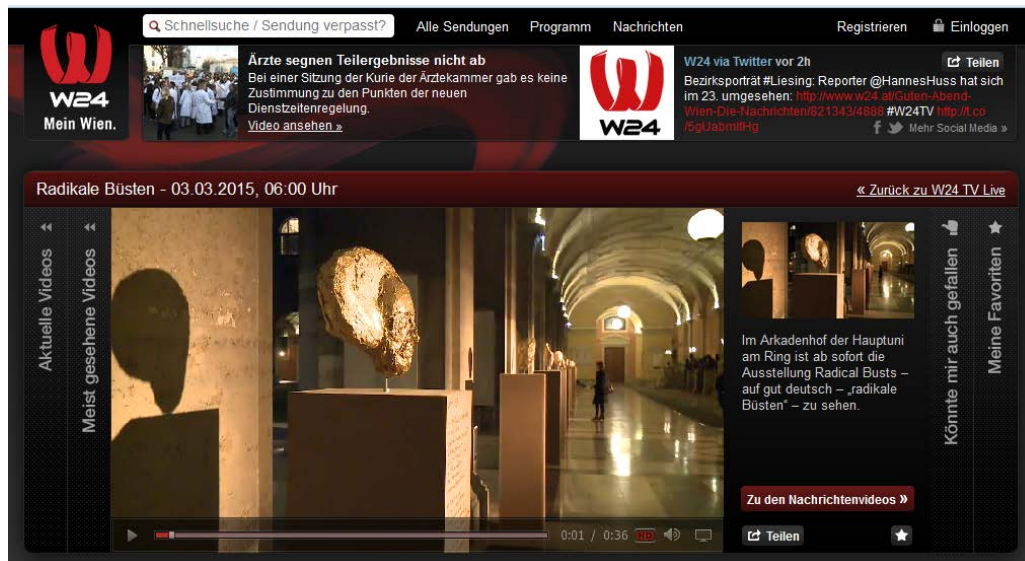 Schnellsuche / Sendung verpasst?
Alle Sendungen
Programm
Nachrichten
Registrieren
Einloggen
W24
Mein Wien.
Ärzte segnen Teilergebnisse nicht ab
Bei einer Sitzung der Kurie der Ärztekammer gab es keine
Zustimmung zu den Punkten der neuen
Dienstzeitenregelung.
Video ansehen »
W24
W24 via Twitter vor 2h
Teilen
Bezirksporträt #Liesing: Reporter @HannesHuss hat sich
im 23. umgesehen: http://www.w24.at/Guten-Abend-
Wien-Die-Nachrichten/821343/4888 #W24TV http://t.co
Mehr Social Media »
Radikale Büsten - 03.03.2015, 06:00 Uhr
« Zurück zu W24 TV Live
Aktuelle Videos
Meist gesehene Videos
0:01 / 0:36 HD
Im Arkadenhof der Hauptuni
am Ring ist ab sofort die
Ausstellung Radical Busts –
auf gut deutsch – „radikale
Büsten“ – zu sehen.
Zu den Nachrichtenvideos »
Teilen
Könnte mir auch gefallen
Meine Favoriten